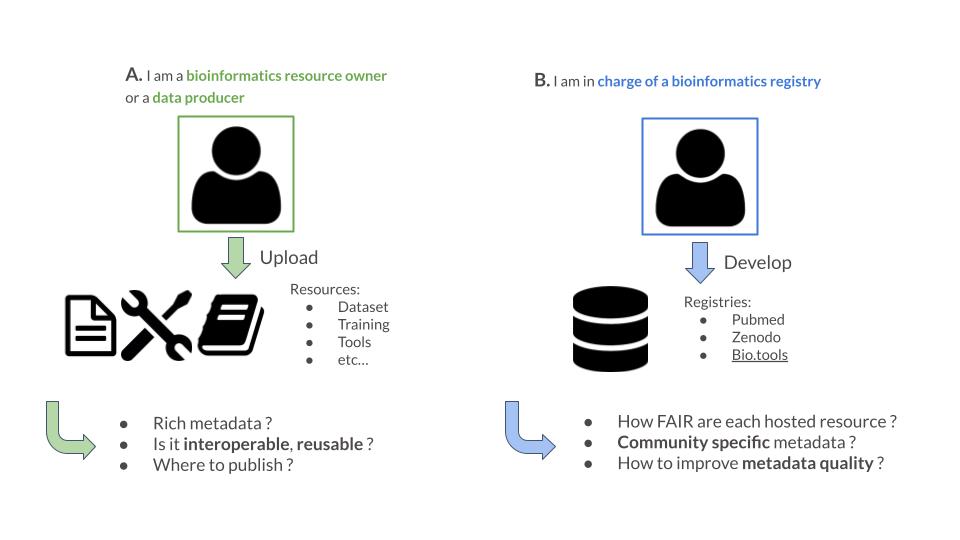 A. I am a bioinformatics resource owner
or a data producer
Upload
Resources:
● Dataset
● Training
● Tools
● etc...
● Rich metadata ?
● Is it interoperable, reusable ?
● Where to publish ?
B. I am in charge of a bioinformatics registry
Develop
Registries:
● Pubmed
● Zenodo
● Bio.tools
● How FAIR are each hosted resource ?
● Community specific metadata ?
● How to improve metadata quality ?